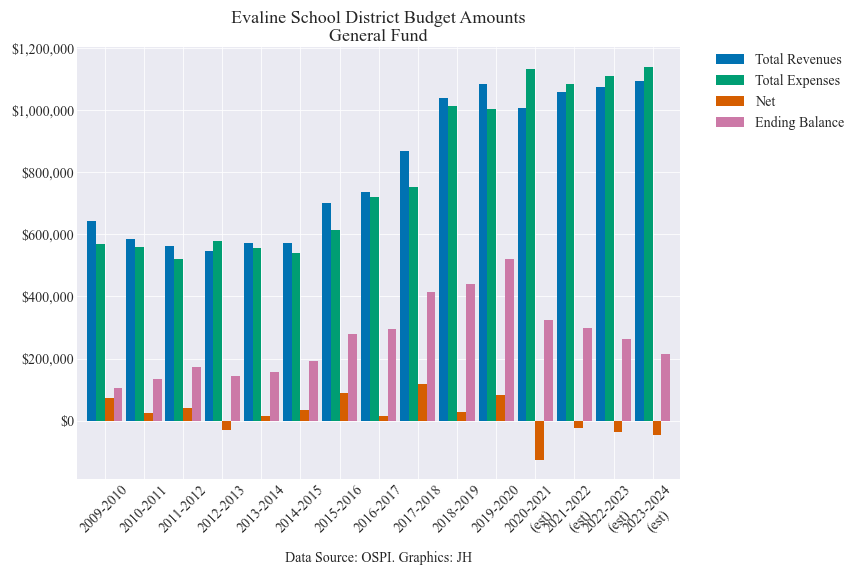 Evaline School District Budget Amounts
General Fund
$1,200,000
$1,000,000
$800,000
$600,000
$400,000
$200,000
$0
2009-2010
2010-2011
2011-2012
2012-2013
2013-2014
2014-2015
2015-2016
2016-2017
2017-2018
2018-2019
2019-2020
2020-2021
(est)
2021-2022
(est)
2022-2023
(est)
2023-2024
(est)
Total Revenues
Total Expenses
Net
Ending Balance
Data Source: OSPI. Graphics: JH